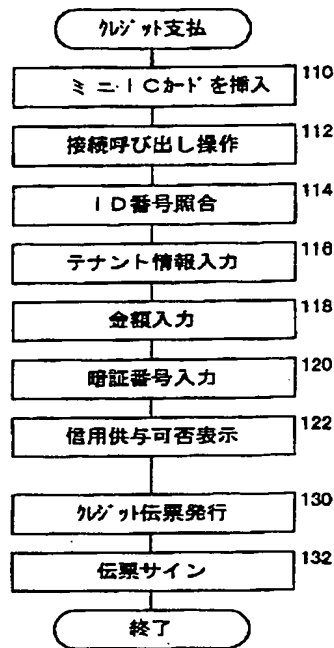 クレジット支払
ミニ・ICカードを挿入
110
接続呼び出し操作
112
ID番号照合
114
テナント情報入力
116
金額入力
118
暗証番号入力
120
信用供与可否表示
122
クレジット伝票発行
130
伝票サイン
132
終了